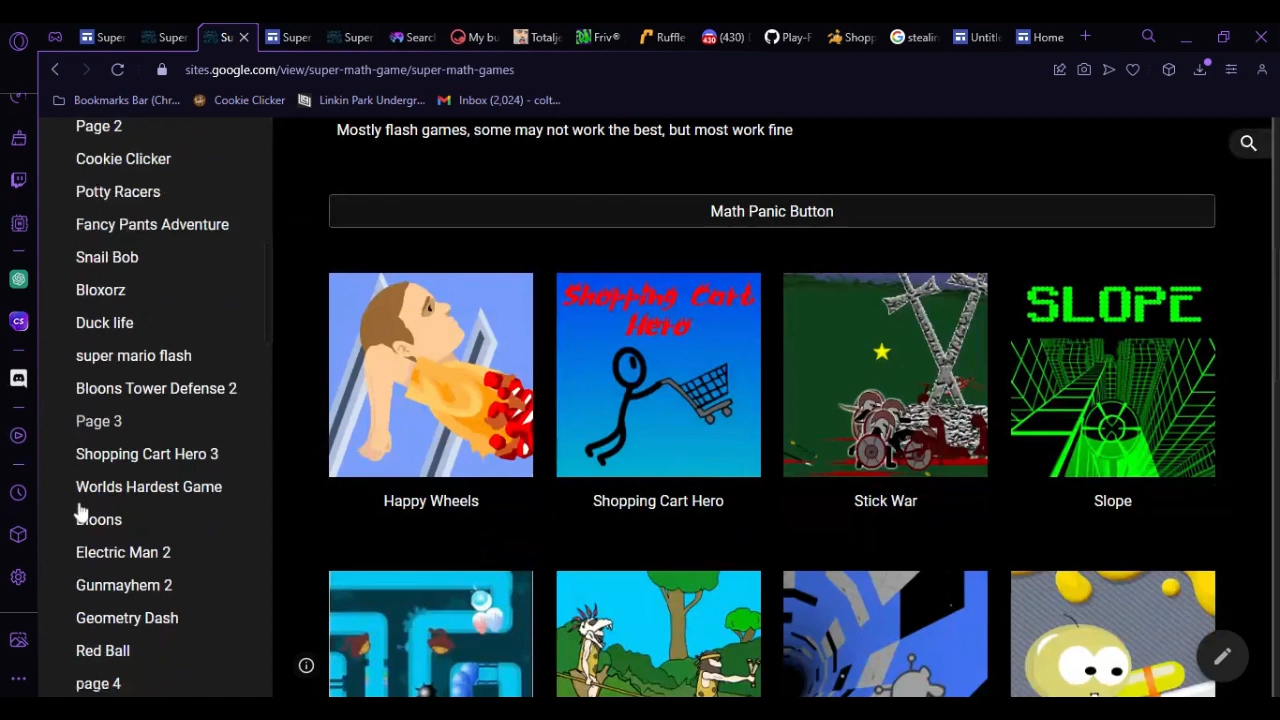 Super
Super
Su
Super
Super
Searc
My bu
Totalje
Friv®
Ruffle
(430)
Play-F
Shopp
stealin
Untitle
Home
sites.google.com/view/super-math-game/super-math-games
Bookmarks Bar (Chr...
Cookie Clicker
Linkin Park Undergr...
Inbox (2,024) - colt...
Page 2
Cookie Clicker
Potty Racers
Fancy Pants Adventure
Snail Bob
Bloxorz
Duck life
super mario flash
Bloons Tower Defense 2
Page 3
Shopping Cart Hero 3
Worlds Hardest Game
Bloons
Electric Man 2
Gunmayhem 2
Geometry Dash
Red Ball
page 4
Mostly flash games, some may not work the best, but most work fine
Math Panic Button
Shopping Cart
Hero
SLOPE
Happy Wheels
Shopping Cart Hero
Stick War
Slope